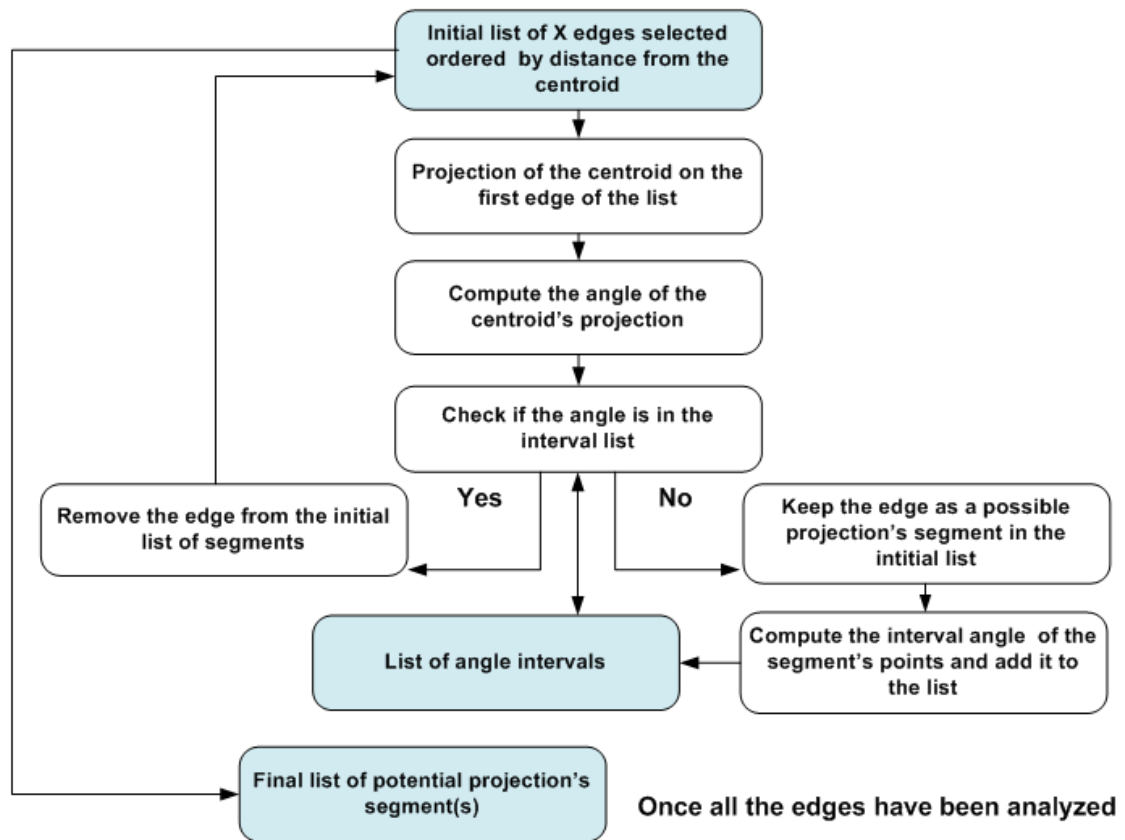 Initial list of X edges selected
ordered by distance from the
centroid
Projection of the centroid on the
first edge of the list
Compute the angle of the
centroid's projection
Check if the angle is in the
interval list
Yes
No
Remove the edge from the initial
list of segments
Keep the edge as a possible
projection's segment in the
intitial list
Compute the interval angle of the
segment's points and add it to
the list
List of angle intervals
Final list of potential projection's
segment(s)
Once all the edges have been analyzed